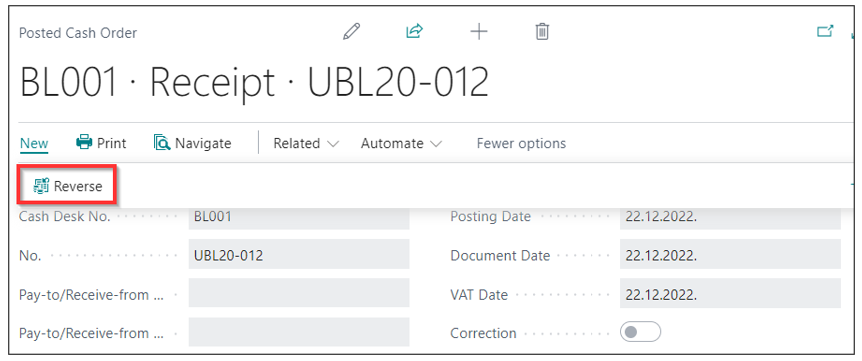 Posted Cash Order
BL001 · Receipt · UBL20-012
New Print Navigate Related Automate Fewer options
Reverse
Cash Desk No. BL001 Posting Date 22.12.2022.
No. UBL20-012 Document Date 22.12.2022.
Pay-to/Receive-from ... VAT Date 22.12.2022.
Pay-to/Receive-from ... Correction